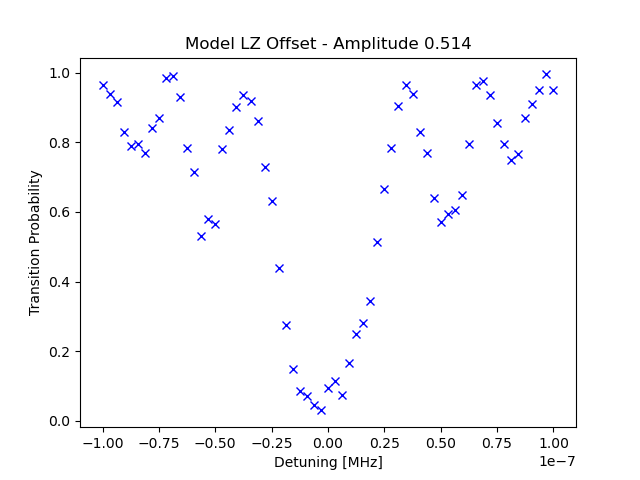 Model LZ Offset - Amplitude 0.514
Transition Probability
1.0
0.8
0.6
0.4
0.2
0.0
−1.00 −0.75 −0.50 −0.25 0.00 0.25 0.50 0.75 1.00
1e−7
Detuning [MHz]